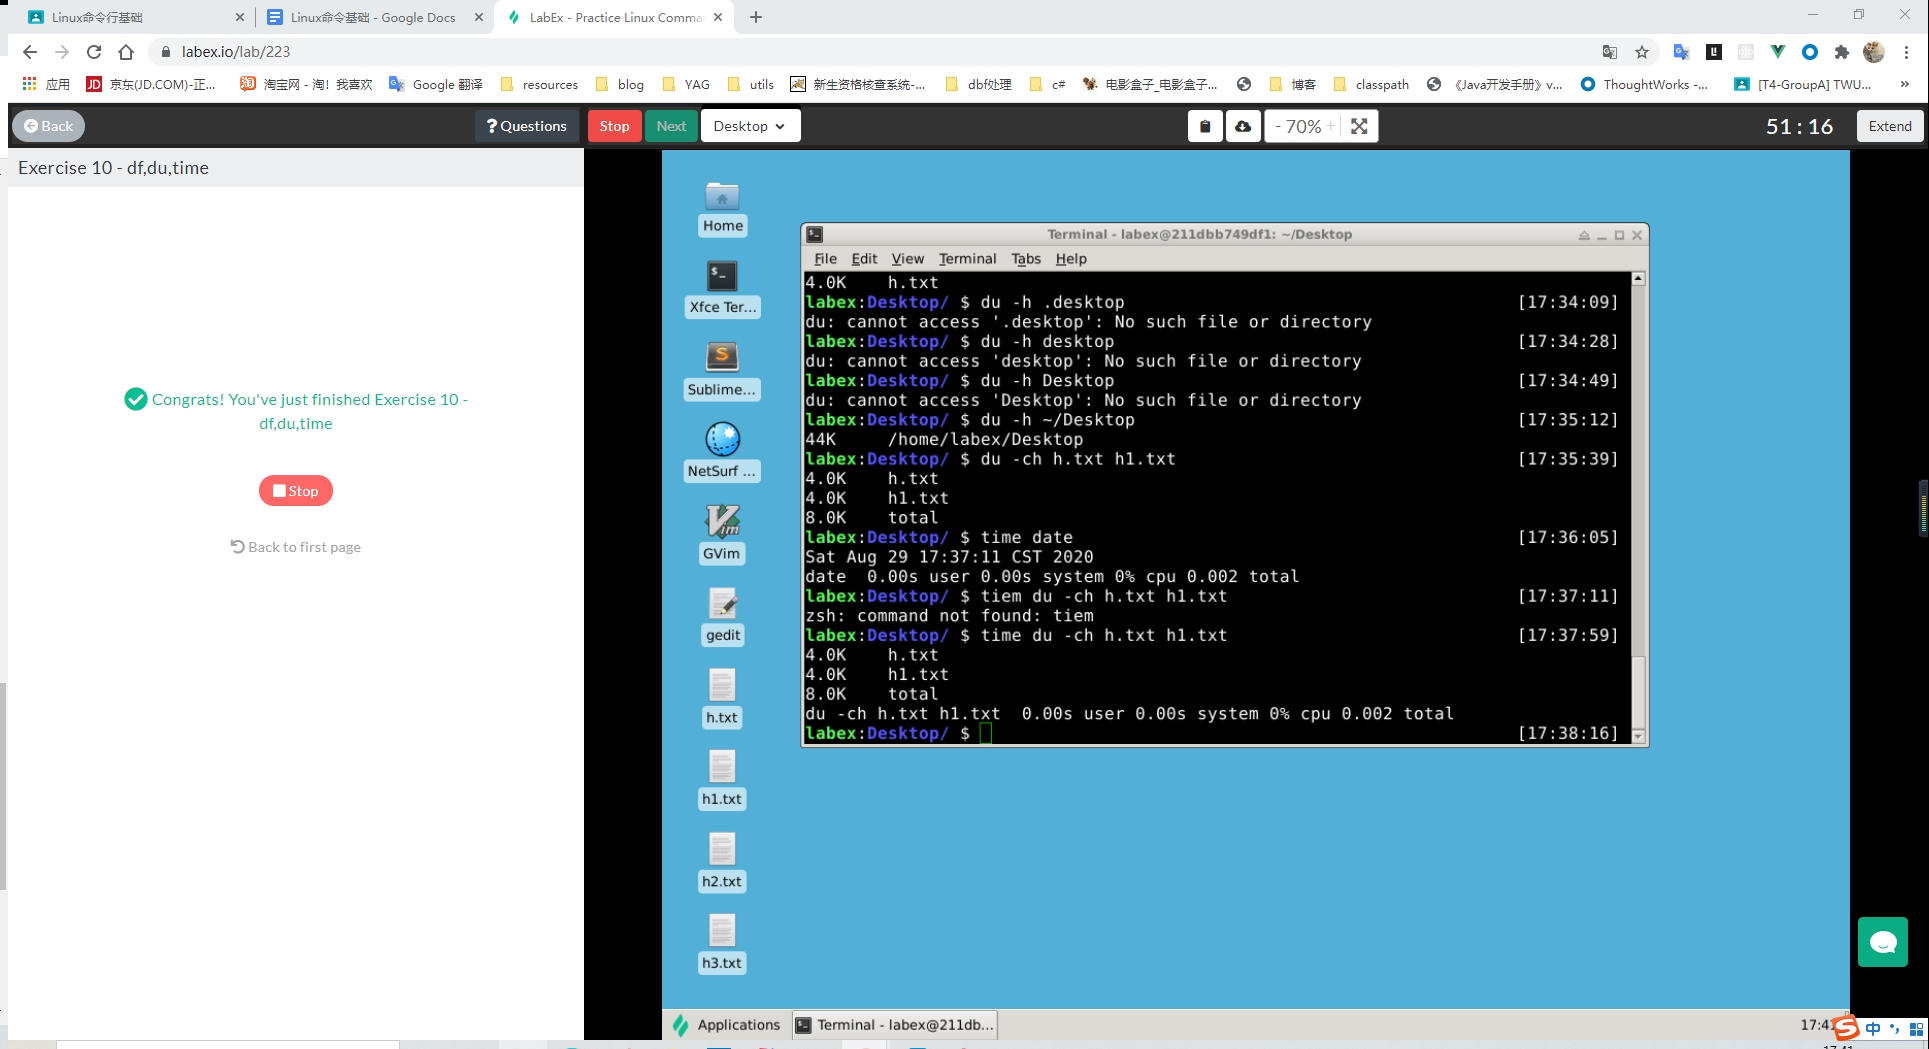 Linux命令行基础
Linux命令基础 - Google Docs
LabEx - Practice Linux Comma
labex.io/lab/223
应用
京东(JD.COM)-正...
淘宝网 - 淘！我喜欢
Google 翻译
resources
blog
YAG
utils
新生资格核查系统-...
dbf处理
c#
电影盒子_电影盒子...
博客
classpath
《Java开发手册》v...
ThoughtWorks -...
[T4-GroupA] TWU...
»
Back
? Questions
Stop
Next
Desktop
- 70% +
51 : 16
Extend
Exercise 10 - df,du,time
Congrats! You've just finished Exercise 10 -
df,du,time
Stop
Back to first page
Home
Xfce Ter...
Sublime...
NetSurf ...
GVim
gedit
h.txt
h1.txt
h2.txt
h3.txt
Terminal - labex@211dbb749df1: ~/Desktop
File Edit View Terminal Tabs Help
4.0K h.txt
labex:Desktop/ $ du -h .desktop [17:34:09]
du: cannot access '.desktop': No such file or directory
labex:Desktop/ $ du -h desktop [17:34:28]
du: cannot access 'desktop': No such file or directory
labex:Desktop/ $ du -h Desktop [17:34:49]
du: cannot access 'Desktop': No such file or directory
labex:Desktop/ $ du -h ~/Desktop [17:35:12]
44K /home/labex/Desktop
labex:Desktop/ $ du -ch h.txt h1.txt [17:35:39]
4.0K h.txt
4.0K h1.txt
8.0K total
labex:Desktop/ $ time date [17:36:05]
Sat Aug 29 17:37:11 CST 2020
date 0.00s user 0.00s system 0% cpu 0.002 total
labex:Desktop/ $ tiem du -ch h.txt h1.txt [17:37:11]
zsh: command not found: tiem
labex:Desktop/ $ time du -ch h.txt h1.txt [17:37:59]
4.0K h.txt
4.0K h1.txt
8.0K total
du -ch h.txt h1.txt 0.00s user 0.00s system 0% cpu 0.002 total
labex:Desktop/ $ [17:38:16]
Applications
Terminal - labex@211db...
17:41
中